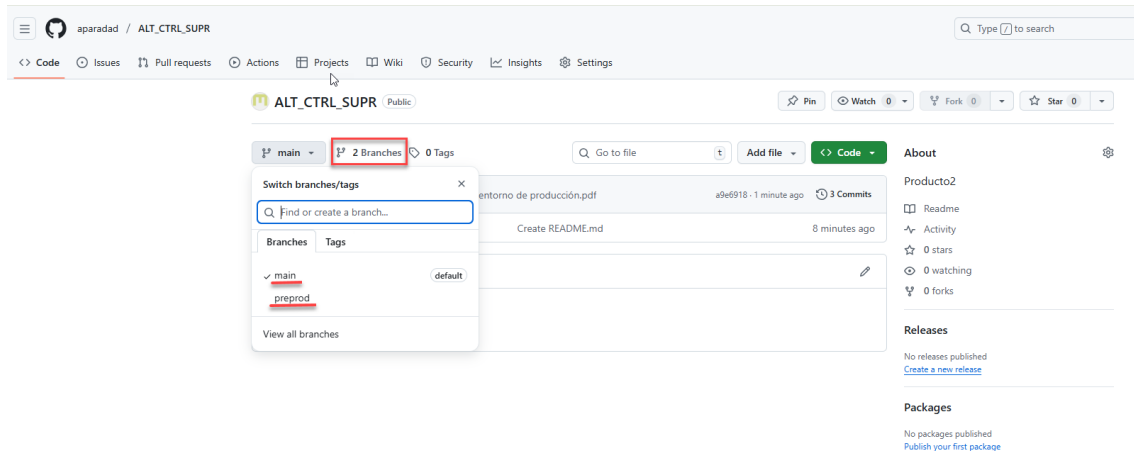 aparadad / ALT_CTRL_SUPR
Type / to search
Code Issues Pull requests Actions Projects Wiki Security Insights Settings
ALT_CTRL_SUPR Public
Pin Watch 0 Fork 0 Star 0
main 2 Branches 0 Tags Go to file t Add file Code
Switch branches/tags
Find or create a branch...
Branches Tags
main default
preprod
View all branches
entorno de producción.pdf a9e6918 · 1 minute ago 3 Commits
Create README.md 8 minutes ago
About
Producto2
Readme
Activity
0 stars
0 watching
0 forks
Releases
No releases published
Create a new release
Packages
No packages published
Publish your first package